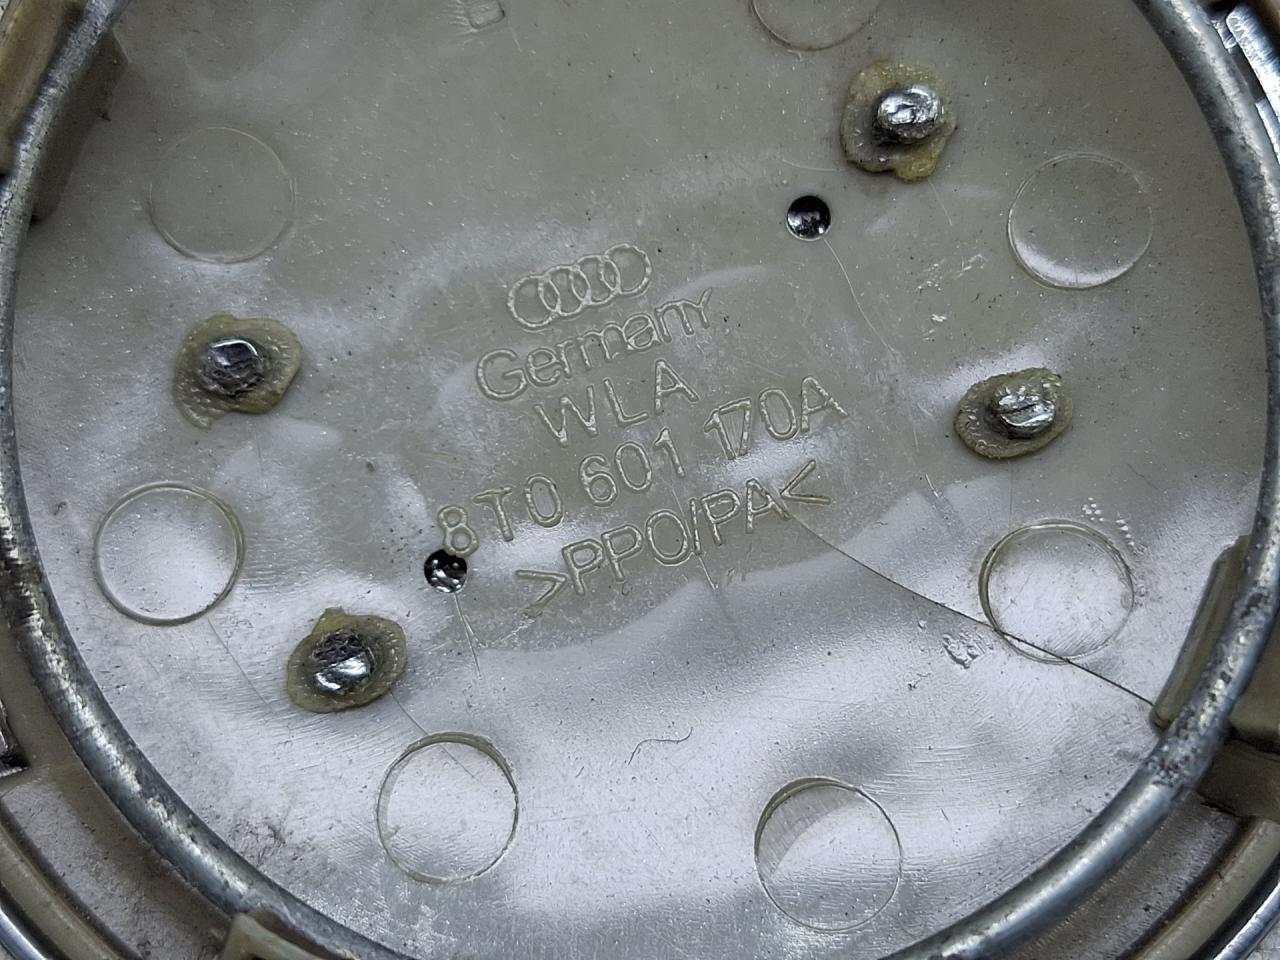 Germany
WLA
8T0 601 170A
>PPO/PA<